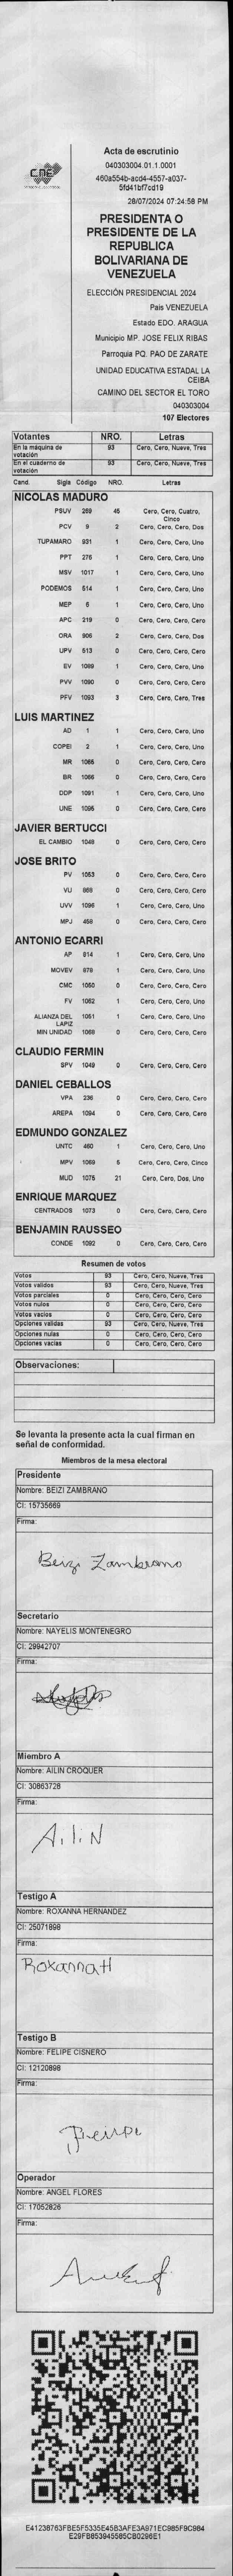 CNE
Acta de escrutinio
040303004.01.1.0001
460a554b-acd4-4557-a037-
5fd41bf7cd19
28/07/2024 07:24:58 PM
PRESIDENTA O
PRESIDENTE DE LA
REPUBLICA
BOLIVARIANA DE
VENEZUELA
ELECCIÓN PRESIDENCIAL 2024
Pais VENEZUELA
Estado EDO. ARAGUA
Municipio MP. JOSE FELIX RIBAS
Parroquia PQ. PAO DE ZARATE
UNIDAD EDUCATIVA ESTADAL LA
CEIBA
CAMINO DEL SECTOR EL TORO
040303004
107 Electores
Votantes NRO. Letras
En la máquina de votación 93 Cero, Cero, Nueve, Tres
En el cuaderno de votación 93 Cero, Cero, Nueve, Tres
Cand. Sigla Código NRO. Letras
NICOLAS MADURO
PSUV 269 45 Cero, Cero, Cuatro, Cinco
PCV 9 2 Cero, Cero, Cero, Dos
TUPAMARO 931 1 Cero, Cero, Cero, Uno
PPT 276 1 Cero, Cero, Cero, Uno
MSV 1017 1 Cero, Cero, Cero, Uno
PODEMOS 514 1 Cero, Cero, Cero, Uno
MEP 5 1 Cero, Cero, Cero, Uno
APC 219 0 Cero, Cero, Cero, Cero
ORA 906 2 Cero, Cero, Cero, Dos
UPV 513 0 Cero, Cero, Cero, Cero
EV 1089 1 Cero, Cero, Cero, Uno
PVV 1090 0 Cero, Cero, Cero, Cero
PFV 1093 3 Cero, Cero, Cero, Tres
LUIS MARTINEZ
AD 1 1 Cero, Cero, Cero, Uno
COPEI 2 1 Cero, Cero, Cero, Uno
MR 1065 0 Cero, Cero, Cero, Cero
BR 1066 0 Cero, Cero, Cero, Cero
DDP 1091 1 Cero, Cero, Cero, Uno
UNE 1095 0 Cero, Cero, Cero, Cero
JAVIER BERTUCCI
EL CAMBIO 1048 0 Cero, Cero, Cero, Cero
JOSE BRITO
PV 1053 0 Cero, Cero, Cero, Cero
VU 868 0 Cero, Cero, Cero, Cero
UVV 1096 1 Cero, Cero, Cero, Uno
MPJ 458 0 Cero, Cero, Cero, Cero
ANTONIO ECARRI
AP 814 1 Cero, Cero, Cero, Uno
MOVEV 878 1 Cero, Cero, Cero, Uno
CMC 1050 0 Cero, Cero, Cero, Cero
FV 1062 1 Cero, Cero, Cero, Uno
ALIANZA DEL LAPIZ 1051 1 Cero, Cero, Cero, Uno
MIN UNIDAD 1068 0 Cero, Cero, Cero, Cero
CLAUDIO FERMIN
SPV 1049 0 Cero, Cero, Cero, Cero
DANIEL CEBALLOS
VPA 236 0 Cero, Cero, Cero, Cero
AREPA 1094 0 Cero, Cero, Cero, Cero
EDMUNDO GONZALEZ
UNTC 460 1 Cero, Cero, Cero, Uno
MPV 1069 5 Cero, Cero, Cero, Cinco
MUD 1075 21 Cero, Cero, Dos, Uno
ENRIQUE MARQUEZ
CENTRADOS 1073 0 Cero, Cero, Cero, Cero
BENJAMIN RAUSSEO
CONDE 1092 0 Cero, Cero, Cero, Cero
Resumen de votos
Votos 93 Cero, Cero, Nueve, Tres
Votos validos 93 Cero, Cero, Nueve, Tres
Votos parciales 0 Cero, Cero, Cero, Cero
Votos nulos 0 Cero, Cero, Cero, Cero
Votos vacios 0 Cero, Cero, Cero, Cero
Opciones validas 93 Cero, Cero, Nueve, Tres
Opciones nulas 0 Cero, Cero, Cero, Cero
Opciones vacias 0 Cero, Cero, Cero, Cero
Observaciones:
Se levanta la presente acta la cual firman en
señal de conformidad.
Miembros de la mesa electoral
Presidente
Nombre: BEIZI ZAMBRANO
CI: 15735669
Firma:
Beizi Zambrano
Secretario
Nombre: NAYELIS MONTENEGRO
CI: 29942707
Firma:
Miembro A
Nombre: AILIN CROQUER
CI: 30863728
Firma:
AiliN
Testigo A
Nombre: ROXANNA HERNANDEZ
CI: 25071898
Firma:
RoxannaH
Testigo B
Nombre: FELIPE CISNERO
CI: 12120898
Firma:
Operador
Nombre: ANGEL FLORES
CI: 17052826
Firma:
E41238763FBE5F5335E45B3AFE3A971EC985F9C984
E29FB853945585CB0296E1